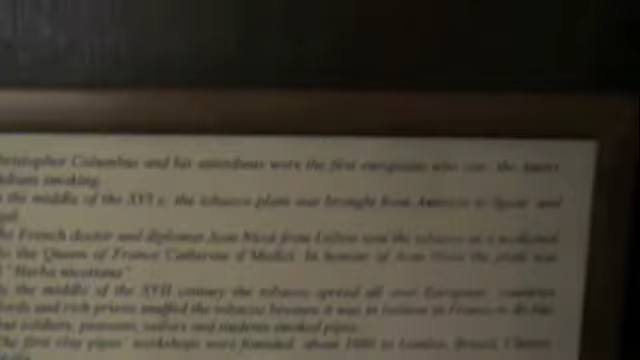 Christopher Columbus and his attendants were the first europeans who saw the
indians smoking.
the middle of the XVI c. the tobacco plant was brought from America to Spain and
The French doctor and diplomat Jean Nicot from Lisbon sent the tobacco as a medicinal
to the Queen of France Catherine d'Medici. In honour of Jean Nicot the plant was
"Herba nicotiana"
By the middle of the XVII century the tobacco spread all over European countries
lords and rich priests snuffed the tobacco because it was in fashion in France
but soldiers, peasants, sailors and students smoked pipes.
The first clay pipes' workshops were founded about 1600 in London, Bristol,